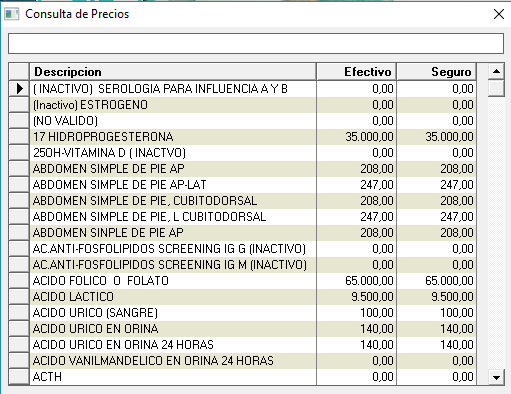 Consulta de Precios
Descripcion Efectivo Seguro
( INACTIVO) SEROLOGIA PARA INFLUENCIA A Y B 0,00 0,00
(Inactivo) ESTROGENO 0,00 0,00
(NO VALIDO) 0,00 0,00
17 HIDROPROGESTERONA 35.000,00 35.000,00
25OH-VITAMINA D ( INACTVO) 0,00 0,00
ABDOMEN SIMPLE DE PIE AP 208,00 208,00
ABDOMEN SIMPLE DE PIE AP-LAT 247,00 247,00
ABDOMEN SIMPLE DE PIE, CUBITODORSAL 208,00 208,00
ABDOMEN SIMPLE DE PIE, L CUBITODORSAL 247,00 247,00
ABDOMEN SINPLE DE PIE AP 208,00 208,00
AC.ANTI-FOSFOLIPIDOS SCREENING IG G (INACTIVO) 0,00 0,00
AC.ANTI-FOSFOLIPIDOS SCREENING IG M (INACTIVO) 0,00 0,00
ACIDO FOLICO O FOLATO 65.000,00 65.000,00
ACIDO LACTICO 9.500,00 9.500,00
ACIDO URICO (SANGRE) 100,00 100,00
ACIDO URICO EN ORINA 140,00 140,00
ACIDO URICO EN ORINA 24 HORAS 140,00 140,00
ACIDO VANILMANDELICO EN ORINA 24 HORAS 0,00 0,00
ACTH 0,00 0,00